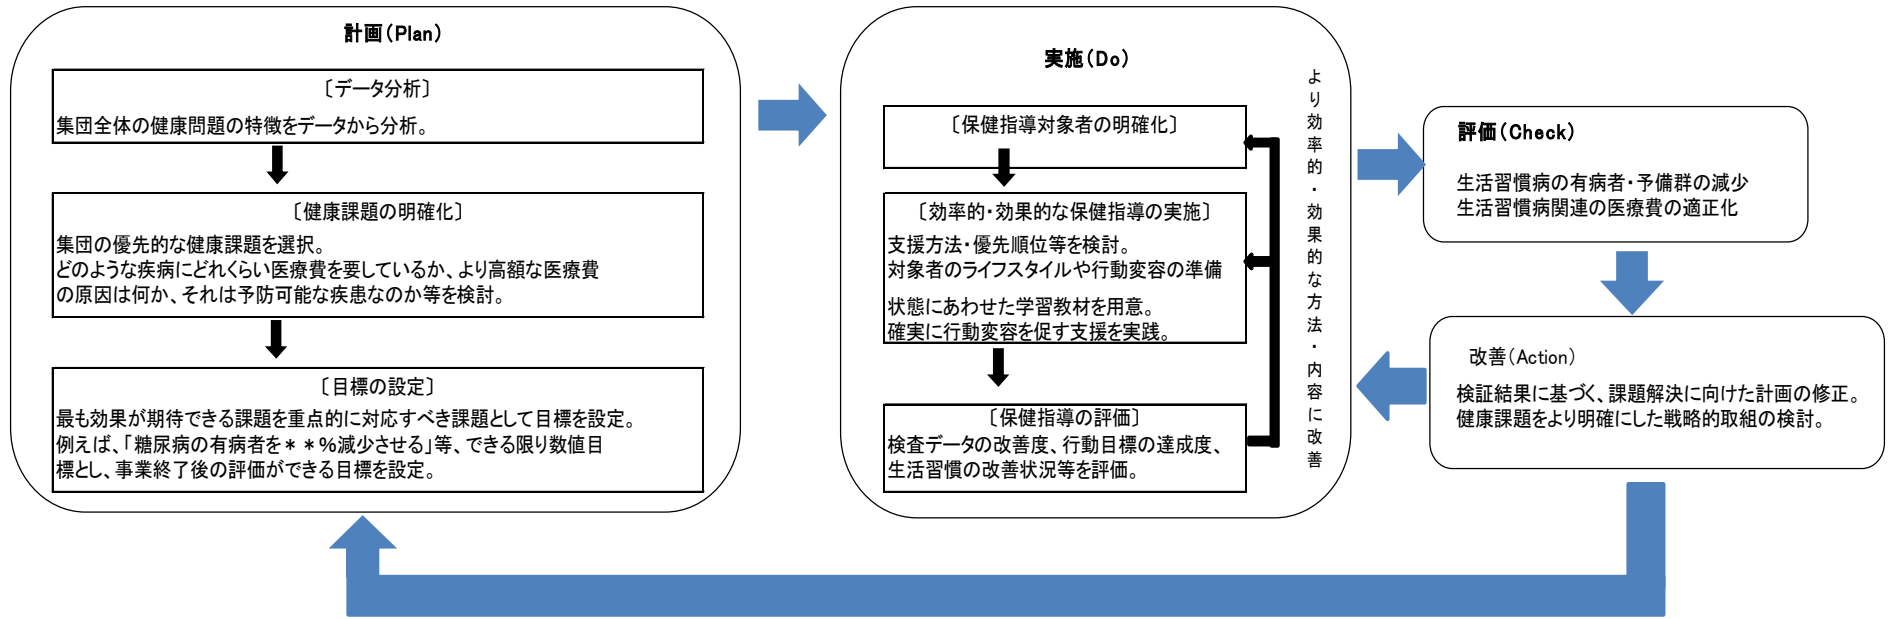 計画(Plan)
〔データ分析〕
集団全体の健康問題の特徴をデータから分析。
〔健康課題の明確化〕
集団の優先的な健康課題を選択。
どのような疾病にどれくらい医療費を要しているか、より高額な医療費
の原因は何か、それは予防可能な疾患なのか等を検討。
〔目標の設定〕
最も効果が期待できる課題を重点的に対応すべき課題として目標を設定。
例えば、「糖尿病の有病者を＊＊%減少させる」等、できる限り数値目
標とし、事業終了後の評価ができる目標を設定。
実施(Do)
〔保健指導対象者の明確化〕
〔効率的・効果的な保健指導の実施〕
支援方法・優先順位等を検討。
対象者のライフスタイルや行動変容の準備
状態にあわせた学習教材を用意。
確実に行動変容を促す支援を実践。
〔保健指導の評価〕
検査データの改善度、行動目標の達成度、
生活習慣の改善状況等を評価。
より効率的・効果的な方法・内容に改善
評価(Check)
生活習慣病の有病者・予備群の減少
生活習慣病関連の医療費の適正化
改善(Action)
検証結果に基づく、課題解決に向けた計画の修正。
健康課題をより明確にした戦略的取組の検討。